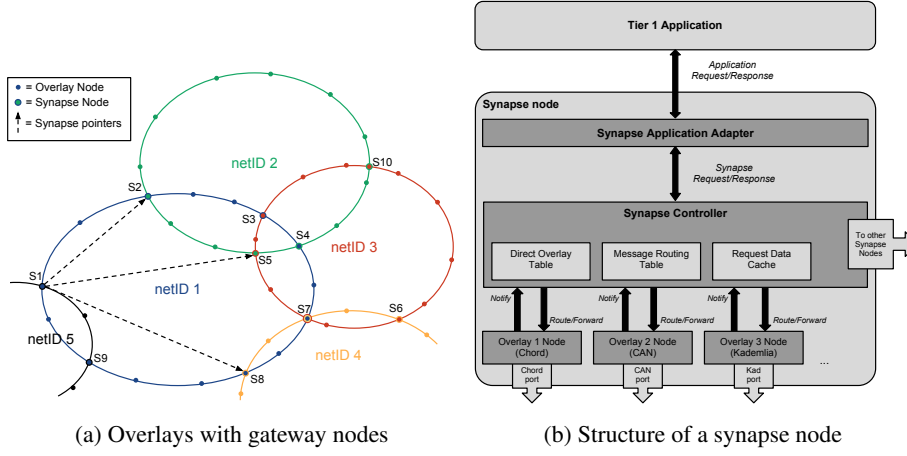 = Overlay Node
= Synapse Node
= Synapse pointers
netID 2
S10
S2
S3
S4
netID 3
S5
S1
netID 1
S7
S6
netID 5
netID 4
S9
S8
(a) Overlays with gateway nodes
Tier 1 Application
Application
Request/Response
Synapse node
Synapse Application Adapter
Synapse
Request/Response
Synapse Controller
To other
Synapse
Nodes
Direct Overlay
Table
Message Routing
Table
Request Data
Cache
Notify
Route/Forward
Notify
Route/Forward
Notify
Route/Forward
Overlay 1 Node
(Chord)
Overlay 2 Node
(CAN)
Overlay 3 Node
(Kademlia)
...
Chord
port
CAN
port
Kad
port
(b) Structure of a synapse node